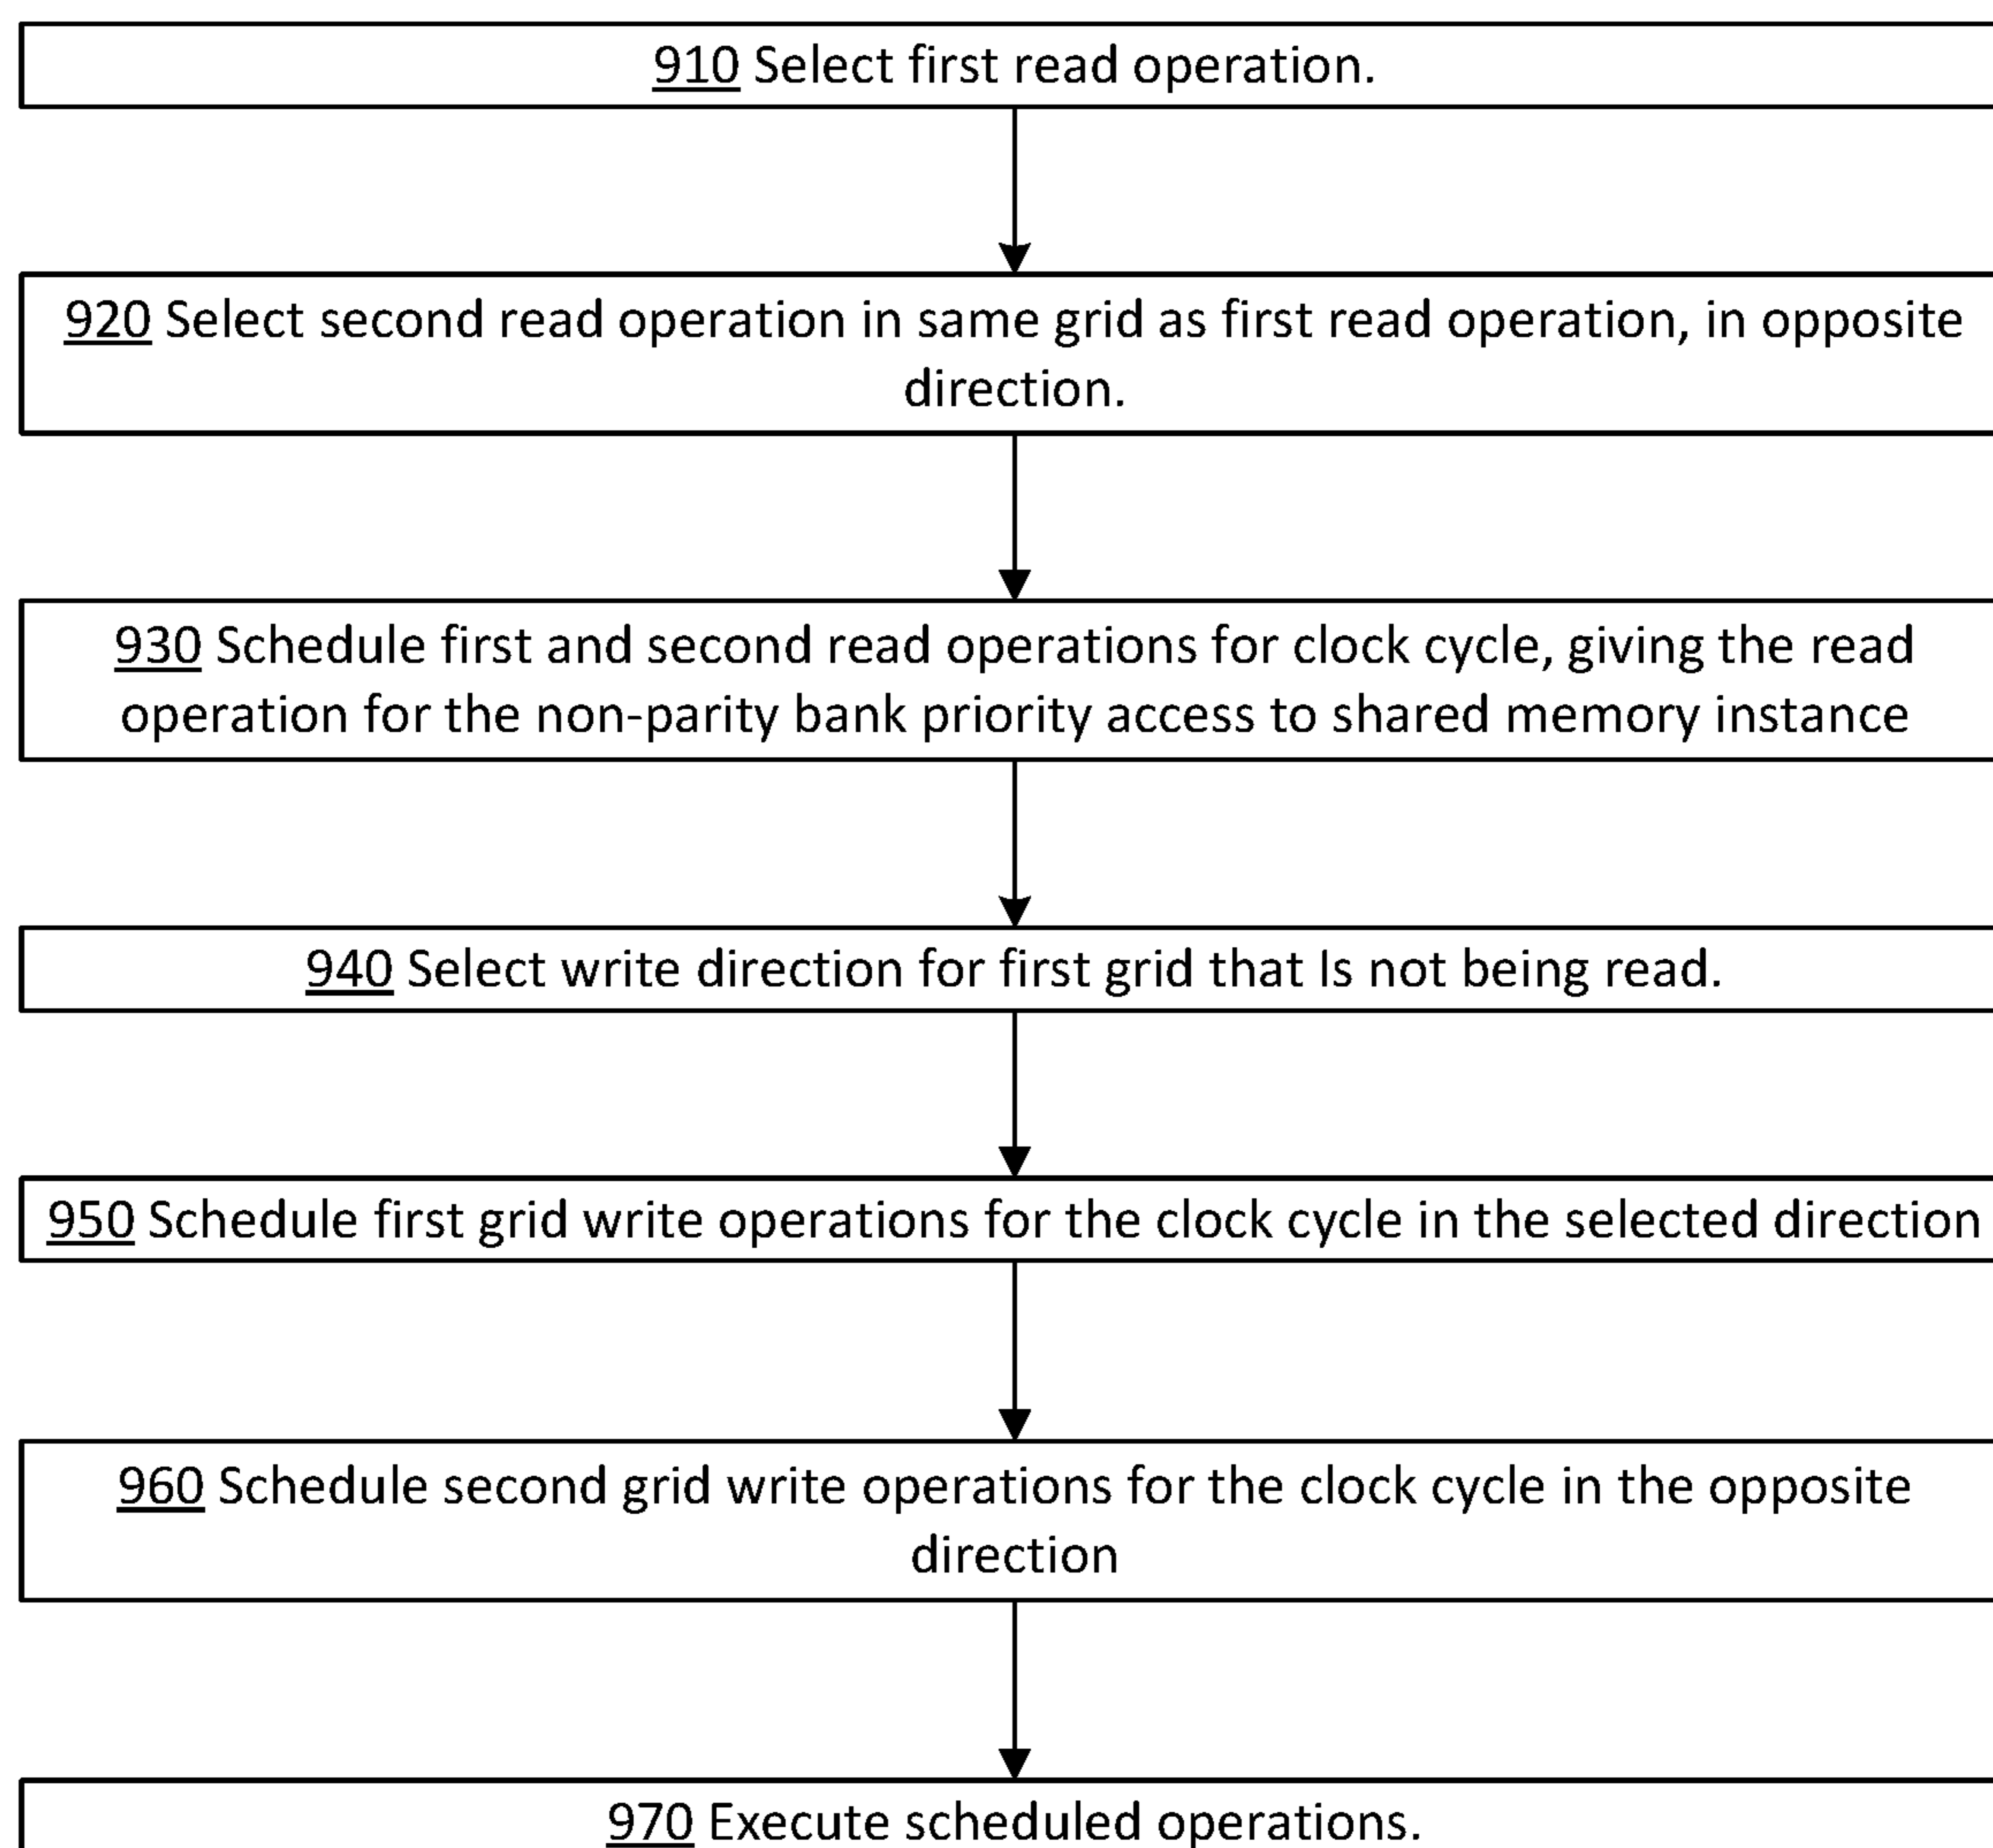 910 Select first read operation.
920 Select second read operation in same grid as first read operation, in opposite
direction.
930 Schedule first and second read operations for clock cycle, giving the read
operation for the non-parity bank priority access to shared memory instance
940 Select write direction for first grid that Is not being read.
950 Schedule first grid write operations for the clock cycle in the selected direction
960 Schedule second grid write operations for the clock cycle in the opposite
direction
970 Execute scheduled operations.